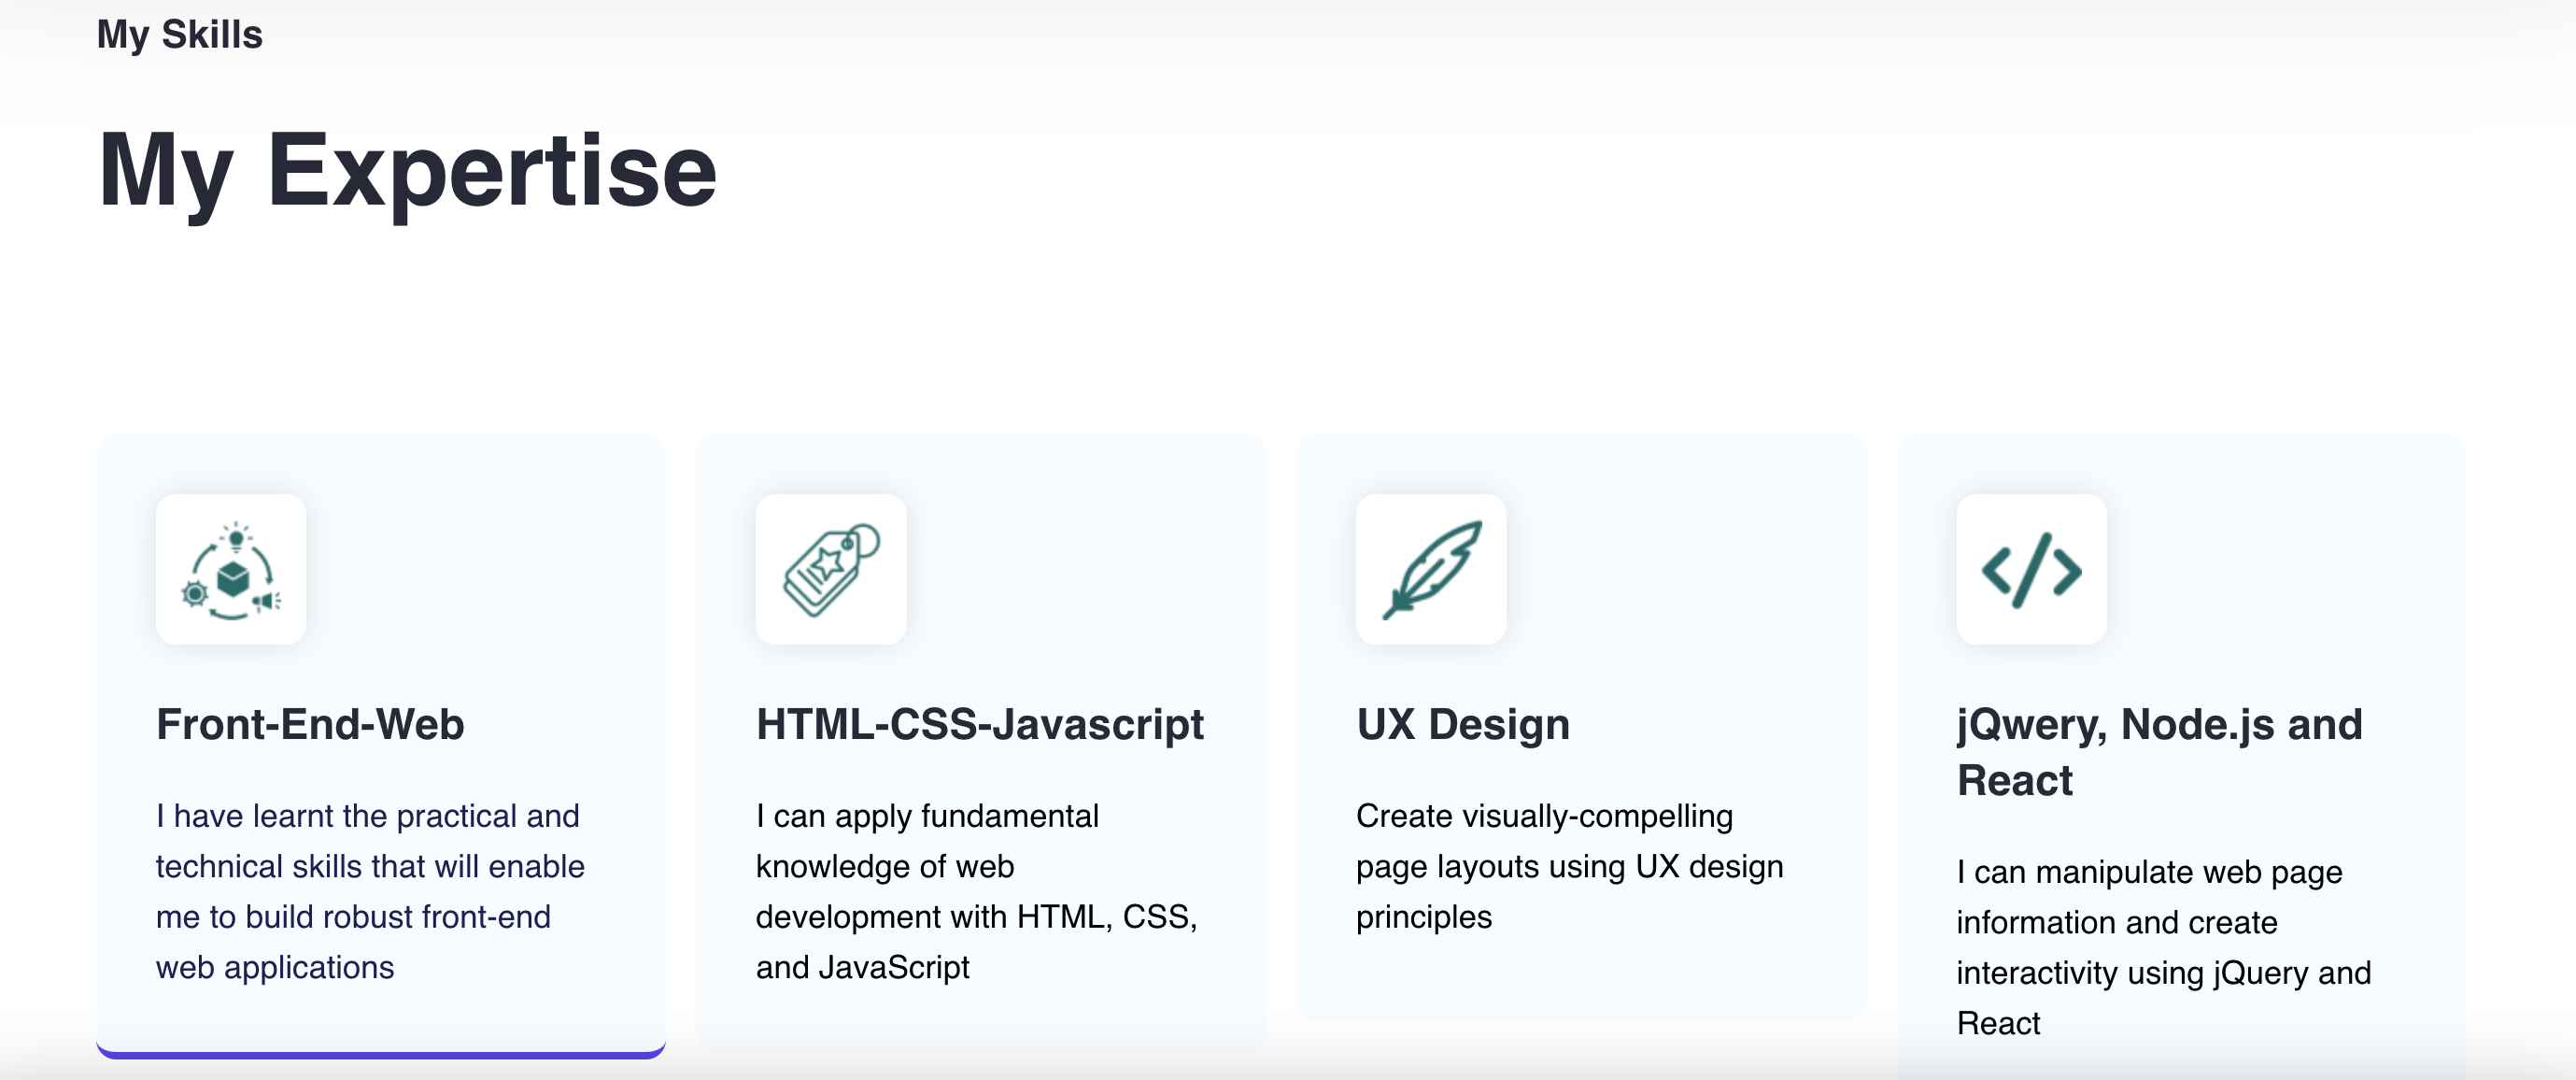 My Skills
My Expertise
Front-End-Web
I have learnt the practical and
technical skills that will enable
me to build robust front-end
web applications
HTML-CSS-Javascript
I can apply fundamental
knowledge of web
development with HTML, CSS,
and JavaScript
UX Design
Create visually-compelling
page layouts using UX design
principles
jQwery, Node.js and
React
I can manipulate web page
information and create
interactivity using jQuery and
React